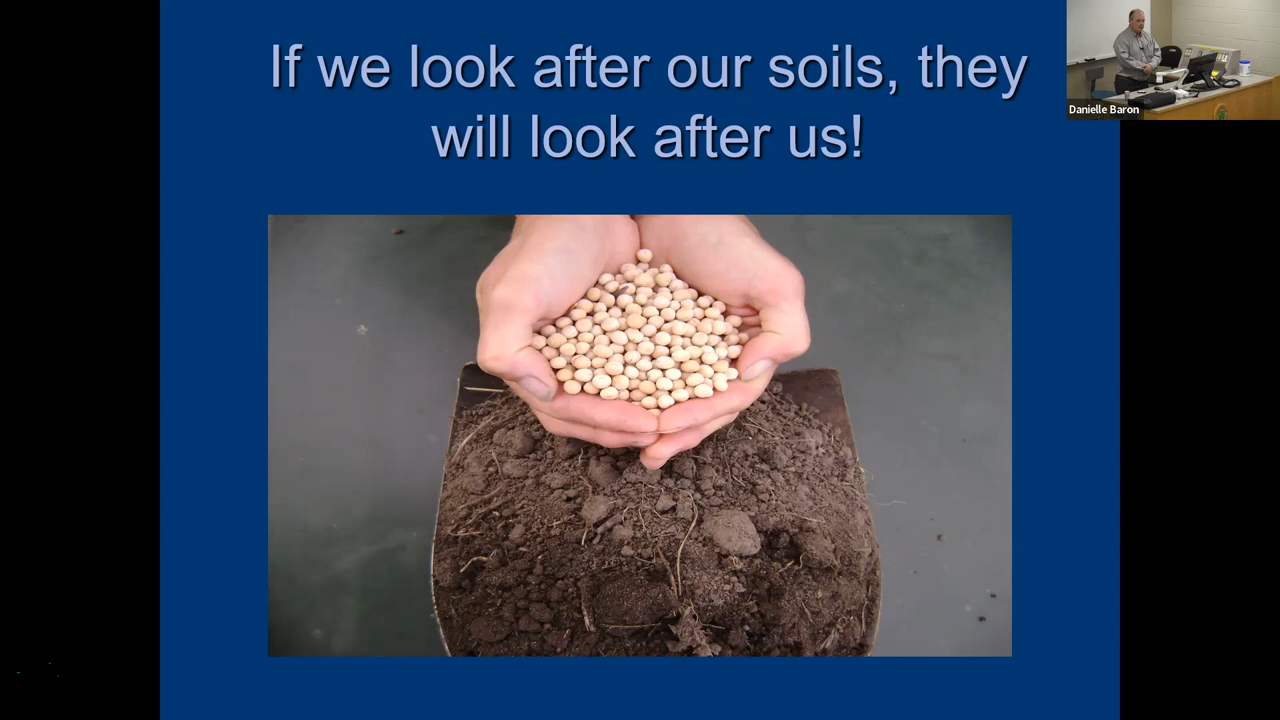 If we look after our soils, they
will look after us!
Danielle Baron